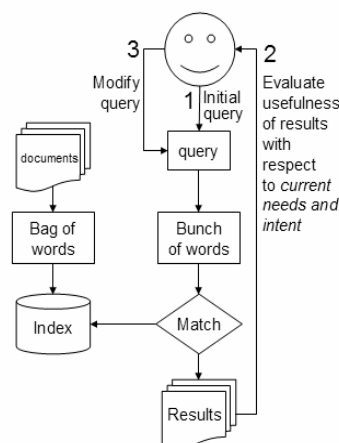 3
2
Modify
query
1
Initial
query
Evaluate
usefulness
of results
with
respect
to current
needs and
intent
documents
query
Bag of
words
Bunch
of words
Index
Match
Results